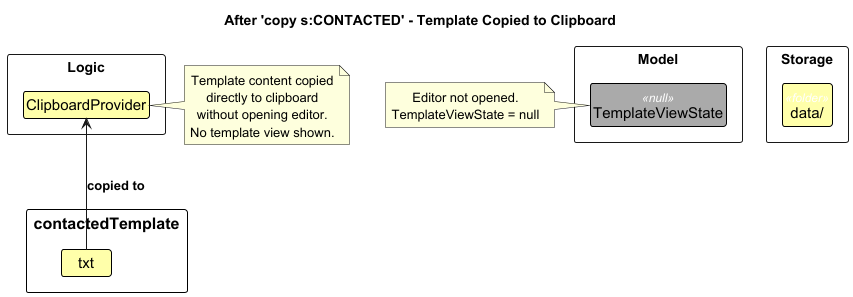 After 'copy s:CONTACTED' - Template Copied to Clipboard
Logic
ClipboardProvider
Template content copied
directly to clipboard
without opening editor.
No template view shown.
Editor not opened.
TemplateViewState = null
Model
«null»
TemplateViewState
Storage
data/
copied to
contactedTemplate
txt